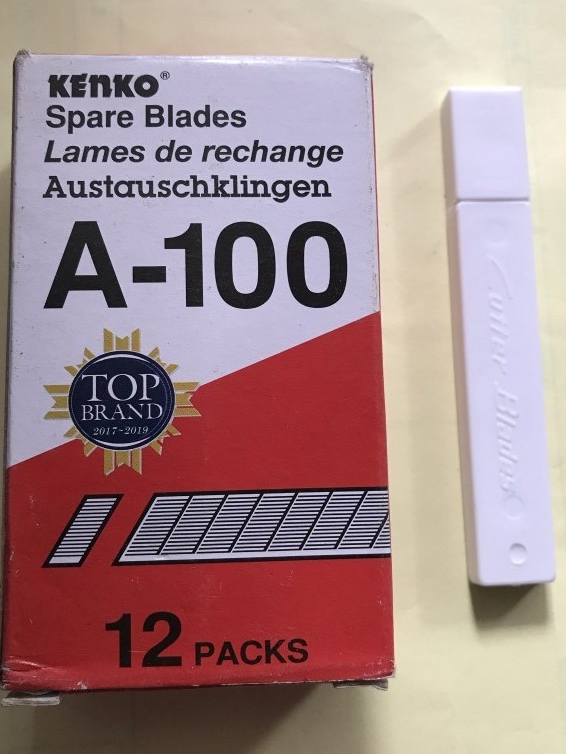 KENKO®
Spare Blades
Lames de rechange
Austauschklingen
A-100
TOP
BRAND
2017~2019
12 PACKS
Cutter Blades